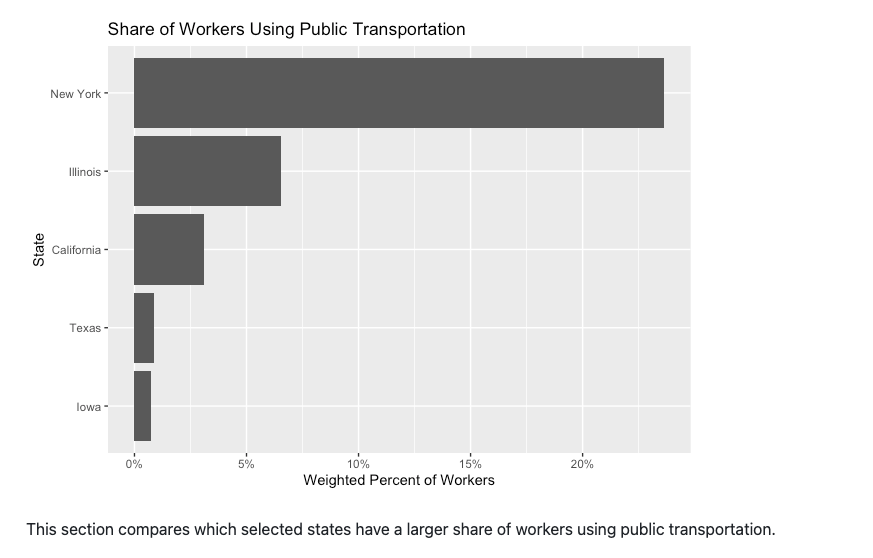 Share of Workers Using Public Transportation
New York
Illinois
State
California
Texas
Iowa
0% 5% 10% 15% 20%
Weighted Percent of Workers
This section compares which selected states have a larger share of workers using public transportation.